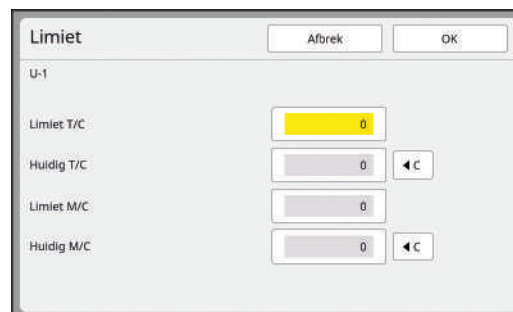 Limiet Afbrek OK
U-1
Limiet T/C 0
Huidig T/C 0 ◀C
Limiet M/C 0
Huidig M/C 0 ◀C